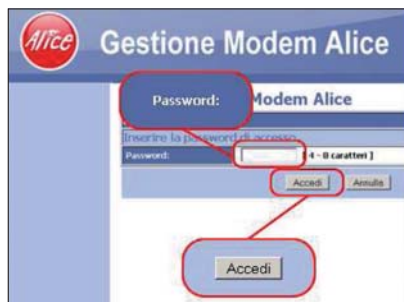 Alice
Gestione Modem Alice
Password:
Modem Alice
Inserire la password di accesso
Password:
[ 4 - 8 caratteri ]
Accedi
Annulla
Accedi